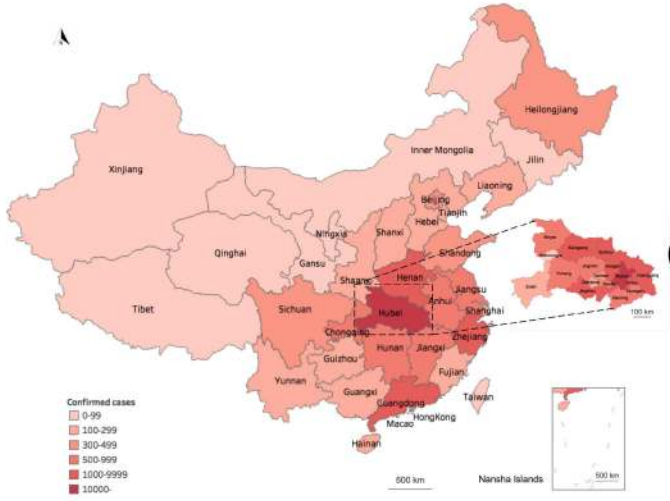 Heilongjiang
Inner Mongolia
Jilin
Xinjiang
Liaoning
Beijing
Tianjin
Hebei
Ningxia
Shanxi
Qinghai
Gansu
Shandong
Shaanxi
Henan
Tibet
Sichuan
Jiangsu
Anhui
Shanghai
Hubei
Chongqing
Zhejiang
Hunan
Jiangxi
Guizhou
Fujian
Yunnan
Guangxi
Taiwan
Guangdong
HongKong
Macao
Hainan
100 km
Confirmed cases
0-99
100-299
300-499
500-999
1000-9999
10000-
500 km
Nansha Islands
500 km